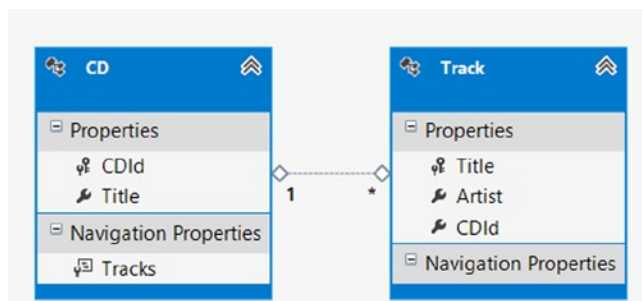 CD
Properties
CDId
Title
Navigation Properties
Tracks
1
*
Track
Properties
Title
Artist
CDId
Navigation Properties